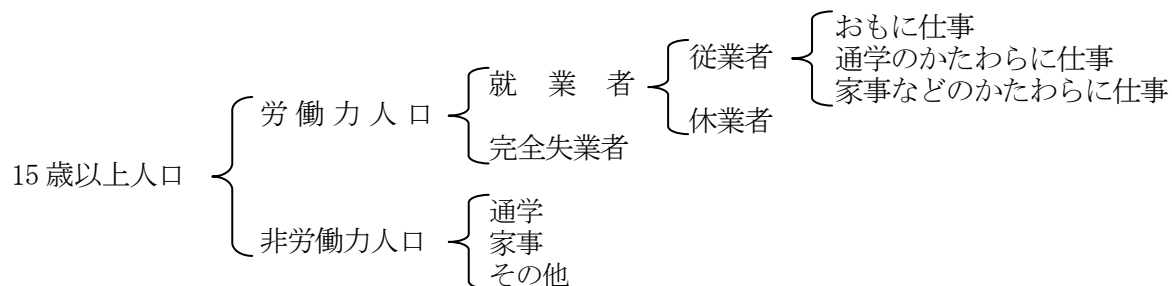 15歳以上人口
労働力人口
就業者
従業者
おもに仕事
通学のかたわらに仕事
家事などのかたわらに仕事
休業者
完全失業者
非労働力人口
通学
家事
その他